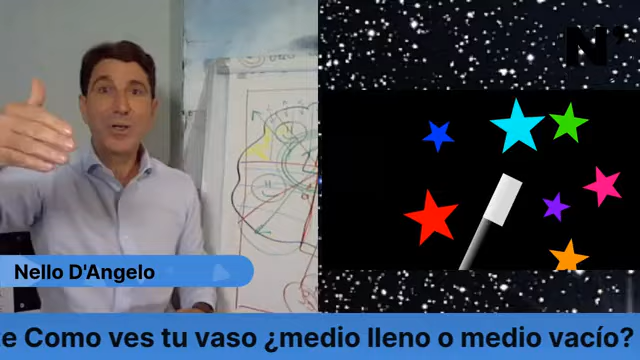 N'
Nello D'Angelo
e Como ves tu vaso ¿medio lleno o medio vacío?